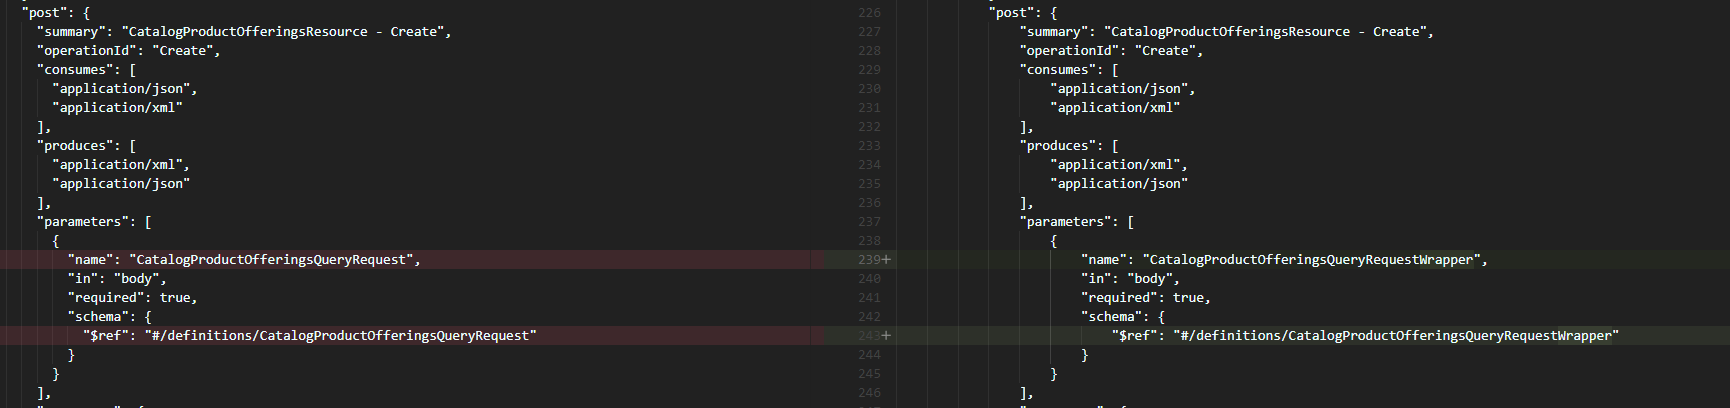 "post": {
"summary": "CatalogProductOfferingsResource - Create",
"operationId": "Create",
"consumes": [
"application/json",
"application/xml"
],
"produces": [
"application/xml",
"application/json"
],
"parameters": [
{
"name": "CatalogProductOfferingsQueryRequest",
"in": "body",
"required": true,
"schema": {
"$ref": "#/definitions/CatalogProductOfferingsQueryRequest"
}
}
],
226 "post": {
227 "summary": "CatalogProductOfferingsResource - Create",
228 "operationId": "Create",
229 "consumes": [
230 "application/json",
231 "application/xml"
232 ],
233 "produces": [
234 "application/xml",
235 "application/json"
236 ],
237 "parameters": [
238 {
239+ "name": "CatalogProductOfferingsQueryRequestWrapper",
240 "in": "body",
241 "required": true,
242 "schema": {
243+ "$ref": "#/definitions/CatalogProductOfferingsQueryRequestWrapper"
244 }
245 }
246 ],